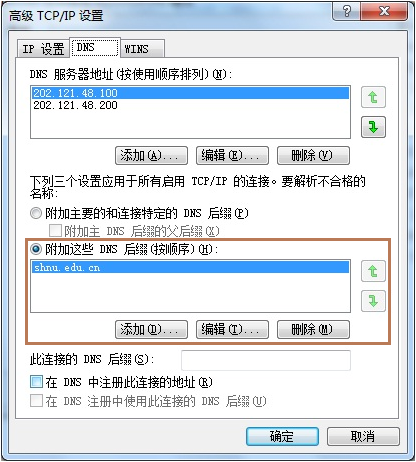 高级 TCP/IP 设置
IP 设置 DNS WINS
DNS 服务器地址(按使用顺序排列)(N):
202.121.48.100
202.121.48.200
添加(A)... 编辑(E)... 删除(V)
下列三个设置应用于所有启用 TCP/IP 的连接。要解析不合格的
名称:
附加主要的和连接特定的 DNS 后缀(P)
附加主 DNS 后缀的父后缀(X)
附加这些 DNS 后缀(按顺序)(H):
shnu.edu.cn
添加(D)... 编辑(T)... 删除(M)
此连接的 DNS 后缀(S):
在 DNS 中注册此连接的地址(R)
在 DNS 注册中使用此连接的 DNS 后缀(U)
确定 取消